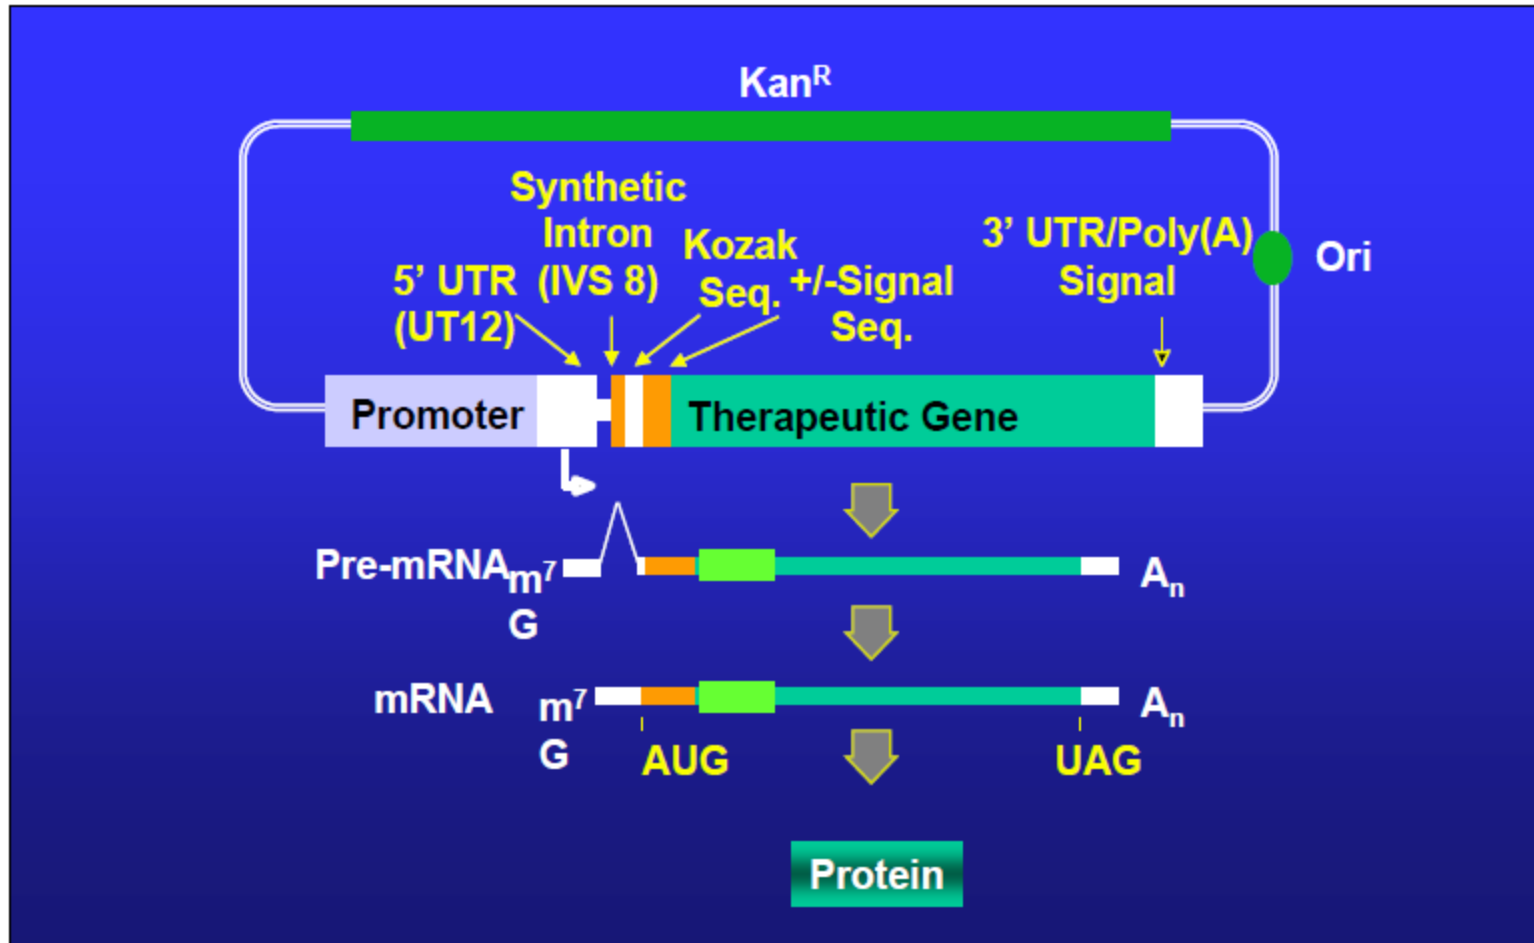 Kanᴿ
Synthetic
Intron
(IVS 8)
5’ UTR
(UT12)
Kozak
Seq.
+/-Signal
Seq.
3’ UTR/Poly(A)
Signal
Ori
Promoter
Therapeutic Gene
Pre-mRNA
m⁷
G
Aₙ
mRNA
m⁷
G
Aₙ
AUG
UAG
Protein